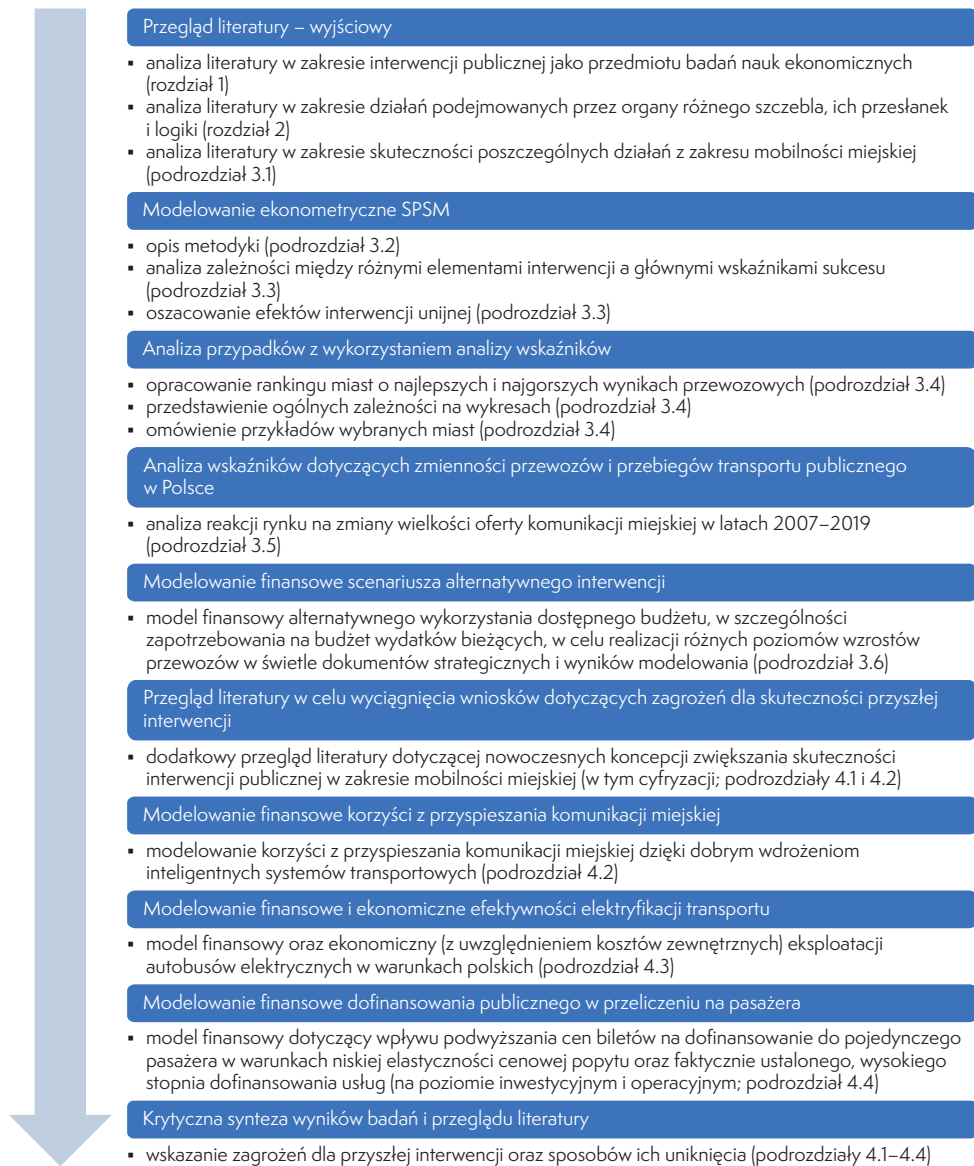 Przegląd literatury – wyjściowy
▪ analiza literatury w zakresie interwencji publicznej jako przedmiotu badań nauk ekonomicznych
(rozdział 1)
▪ analiza literatury w zakresie działań podejmowanych przez organy różnego szczebla, ich przesłanek
i logiki (rozdział 2)
▪ analiza literatury w zakresie skuteczności poszczególnych działań z zakresu mobilności miejskiej
(podrozdział 3.1)
Modelowanie ekonometryczne SPSM
▪ opis metodyki (podrozdział 3.2)
▪ analiza zależności między różnymi elementami interwencji a głównymi wskaźnikami sukcesu
(podrozdział 3.3)
▪ oszacowanie efektów interwencji unijnej (podrozdział 3.3)
Analiza przypadków z wykorzystaniem analizy wskaźników
▪ opracowanie rankingu miast o najlepszych i najgorszych wynikach przewozowych (podrozdział 3.4)
▪ przedstawienie ogólnych zależności na wykresach (podrozdział 3.4)
▪ omówienie przykładów wybranych miast (podrozdział 3.4)
Analiza wskaźników dotyczących zmienności przewozów i przebiegów transportu publicznego
w Polsce
▪ analiza reakcji rynku na zmiany wielkości oferty komunikacji miejskiej w latach 2007–2019
(podrozdział 3.5)
Modelowanie finansowe scenariusza alternatywnego interwencji
▪ model finansowy alternatywnego wykorzystania dostępnego budżetu, w szczególności
zapotrzebowania na budżet wydatków bieżących, w celu realizacji różnych poziomów wzrostów
przewozów w świetle dokumentów strategicznych i wyników modelowania (podrozdział 3.6)
Przegląd literatury w celu wyciągnięcia wniosków dotyczących zagrożeń dla skuteczności przyszłej
interwencji
▪ dodatkowy przegląd literatury dotyczącej nowoczesnych koncepcji zwiększania skuteczności
interwencji publicznej w zakresie mobilności miejskiej (w tym cyfryzacji; podrozdziały 4.1 i 4.2)
Modelowanie finansowe korzyści z przyspieszania komunikacji miejskiej
▪ modelowanie korzyści z przyspieszania komunikacji miejskiej dzięki dobrym wdrożeniom
inteligentnych systemów transportowych (podrozdział 4.2)
Modelowanie finansowe i ekonomiczne efektywności elektryfikacji transportu
▪ model finansowy oraz ekonomiczny (z uwzględnieniem kosztów zewnętrznych) eksploatacji
autobusów elektrycznych w warunkach polskich (podrozdział 4.3)
Modelowanie finansowe dofinansowania publicznego w przeliczeniu na pasażera
▪ model finansowy dotyczący wpływu podwyższania cen biletów na dofinansowanie do pojedynczego
pasażera w warunkach niskiej elastyczności cenowej popytu oraz faktycznie ustalonego, wysokiego
stopnia dofinansowania usług (na poziomie inwestycyjnym i operacyjnym; podrozdział 4.4)
Krytyczna synteza wyników badań i przeglądu literatury
▪ wskazanie zagrożeń dla przyszłej interwencji oraz sposobów ich uniknięcia (podrozdziały 4.1–4.4)